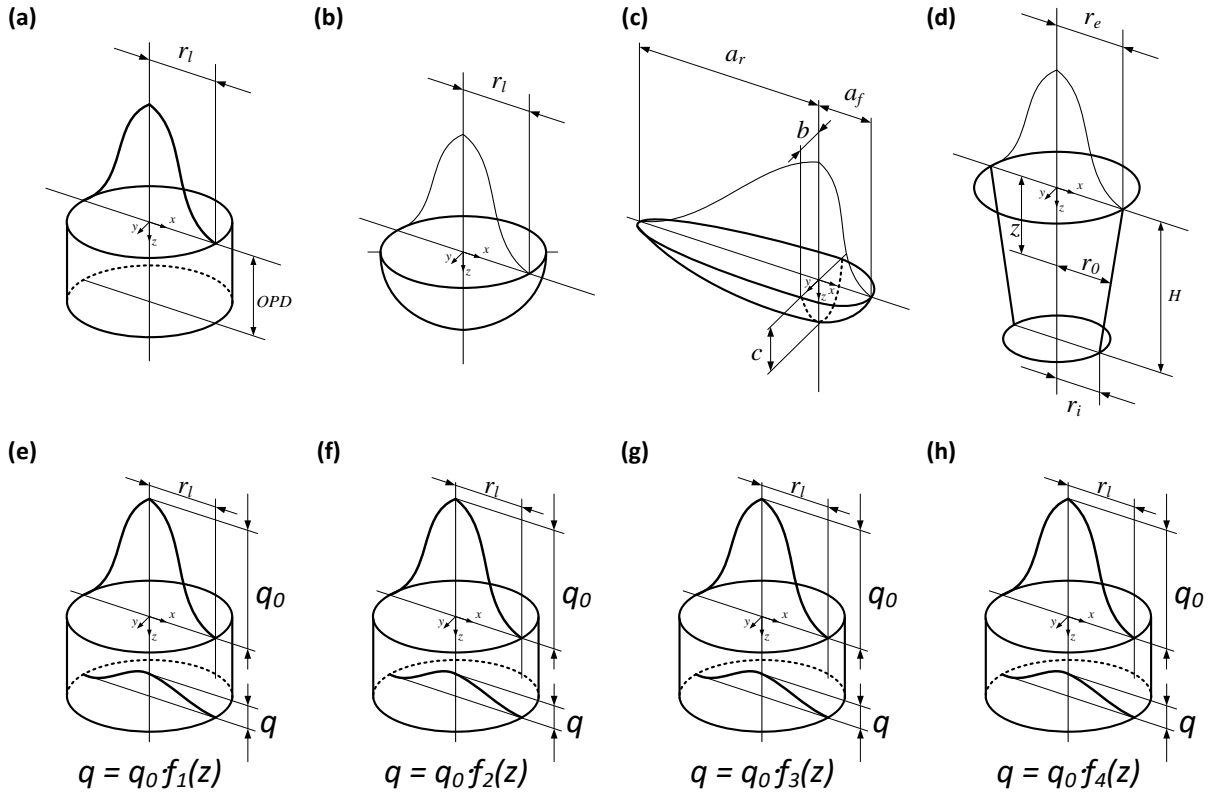 (a)
r_l
y x
z
OPD
(b)
r_l
y x
z
(c)
a_r
a_f
b
y x
z
c
(d)
r_e
y x
z
z
r_0
H
r_i
(e)
r_l
y x
z
q_0
q
q = q_0·f_1(z)
(f)
r_l
y x
z
q_0
q
q = q_0·f_2(z)
(g)
r_l
y x
z
q_0
q
q = q_0·f_3(z)
(h)
r_l
y x
z
q_0
q
q = q_0·f_4(z)